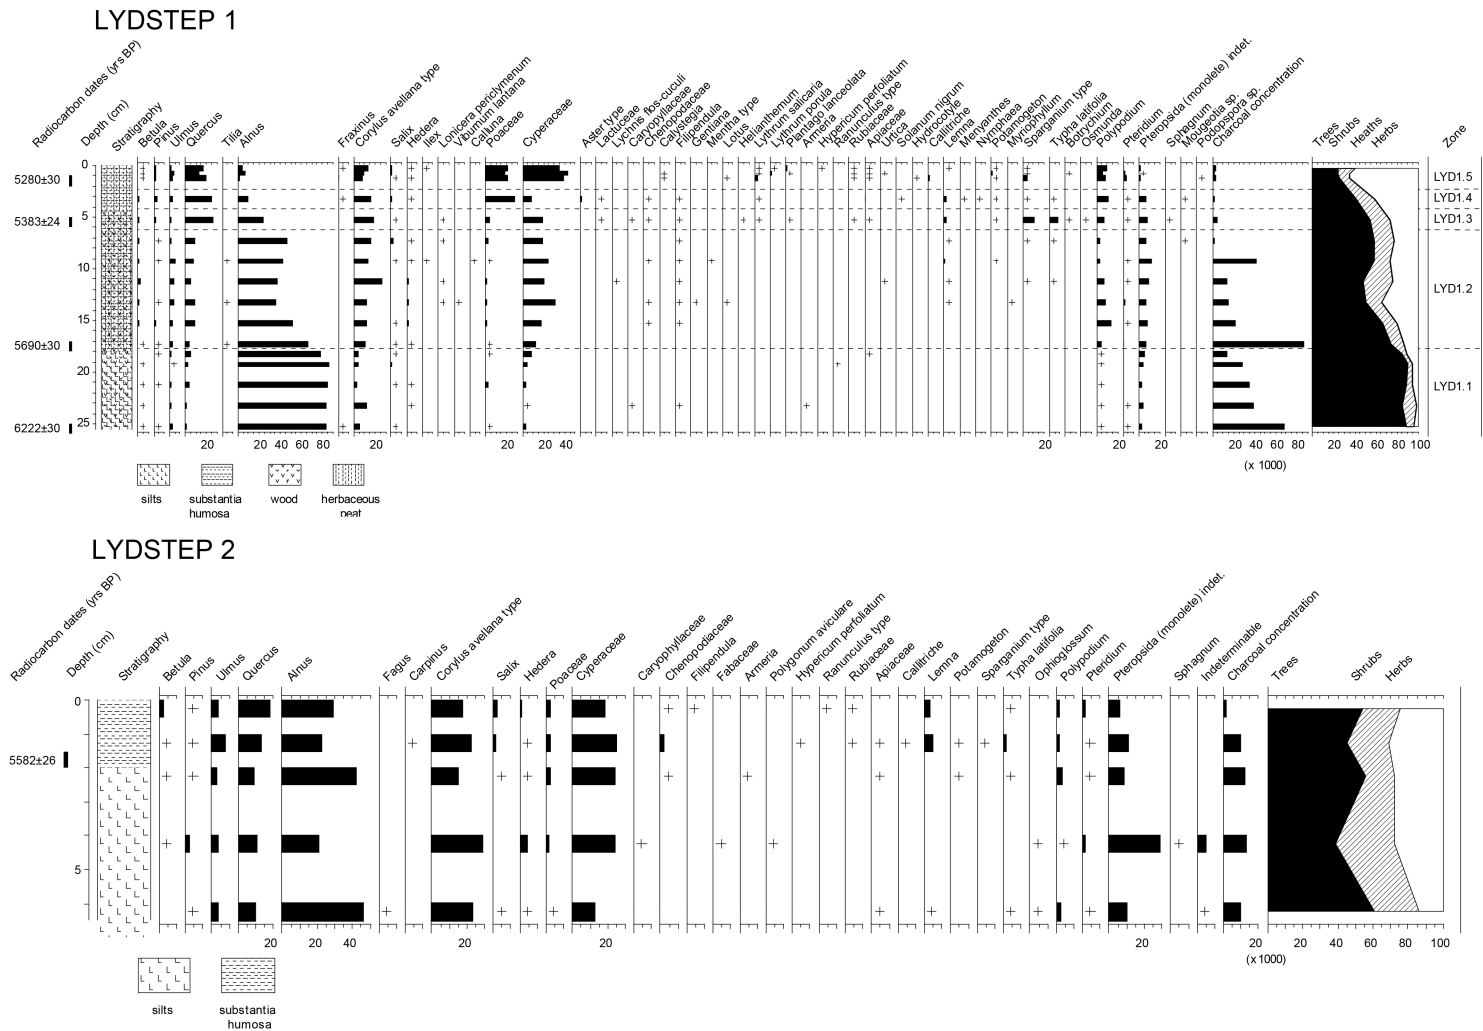 LYDSTEP 1
Radiocarbon dates (yrs BP)
Depth (cm)
Stratigraphy
Betula
Pinus
Ulmus
Quercus
Tilia
Alnus
Fraxinus
Corylus avellana type
Salix
Hedera
Ilex
Lonicera periclymenum
Viburnum lantana
Calluna
Poaceae
Cyperaceae
Aster type
Lactuceae
Lychnis flos-cuculi
Caryopyllaceae
Chenopodaceae
Calystegia
Filipendula
Gentiana
Mentha type
Lotus
Helianthemum
Lythrum salicaria
Lythrum porula
Plantago lanceolata
Armeria
Hypericum perfoliatum
Ranunculus type
Rubiaceae
Apiaceae
Urtica
Solanum nigrum
Hydrocotyle
Callitriche
Lemna
Menyanthes
Nymphaea
Potamogeton
Myriophyllum
Sparganium type
Typha latifolia
Botrychium
Osmunda
Polypodium
Pteridium
Pteropsida (monolete) indet.
Sphagnum
Mougeotia sp.
Podospora sp.
Charcoal concentration
Trees
Shrubs
Heaths
Herbs
Zone
0
5280±30
LYD1.5
LYD1.4
5383±24
5
LYD1.3
10
LYD1.2
15
5690±30
20
LYD1.1
25
6222±30
20 20 40 60 80 20 20 20 40 20 20 20 20 40 60 80 20 40 60 80 100
(x 1000)
silts
substantia
humosa
wood
herbaceous
peat
LYDSTEP 2
Radiocarbon dates (yrs BP)
Depth (cm)
Stratigraphy
Betula
Pinus
Ulmus
Quercus
Alnus
Fagus
Carpinus
Corylus avellana type
Salix
Hedera
Poaceae
Cyperaceae
Caryophyllaceae
Chenopodiaceae
Filipendula
Fabaceae
Armeria
Polygonum aviculare
Hypericum perfoliatum
Ranunculus type
Rubiaceae
Apiaceae
Callitriche
Lemna
Potamogeton
Sparganium type
Typha latifolia
Ophioglossum
Polypodium
Pteridium
Pteropsida (monolete) indet.
Sphagnum
Indeterminable
Charcoal concentration
Trees
Shrubs
Herbs
0
5582±26
5
20 20 40 20 20 20 20 20 40 60 80 100
(x 1000)
silts
substantia
humosa